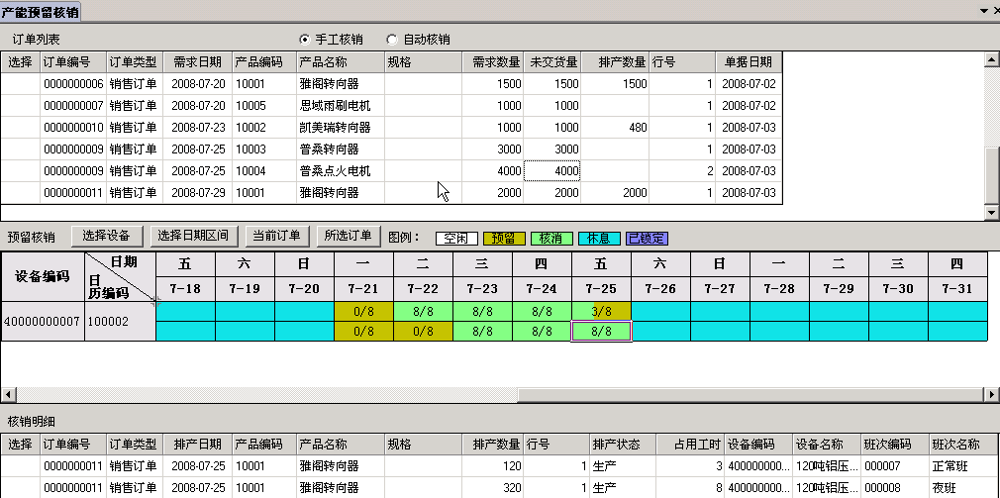 产能预留核销
订单列表 手工核销 自动核销
选择 订单编号 订单类型 需求日期 产品编码 产品名称 规格 需求数量 未交货量 排产数量 行号 单据日期
0000000006 销售订单 2008-07-20 10001 雅阁转向器 1500 1500 1500 1 2008-07-02
0000000007 销售订单 2008-07-20 10005 思域雨刷电机 1000 1000 1 2008-07-02
0000000010 销售订单 2008-07-23 10002 凯美瑞转向器 1000 1000 480 1 2008-07-03
0000000009 销售订单 2008-07-25 10003 普桑转向器 3000 3000 1 2008-07-03
0000000009 销售订单 2008-07-25 10004 普桑点火电机 4000 4000 2 2008-07-03
0000000011 销售订单 2008-07-29 10001 雅阁转向器 2000 2000 2000 1 2008-07-03
预留核销 选择设备 选择日期区间 当前订单 所选订单 图例： 空闲 预留 核消 休息 已锁定
设备编码 日期 日历编码 五 六 日 一 二 三 四 五 六 日 一 二 三 四
7-18 7-19 7-20 7-21 7-22 7-23 7-24 7-25 7-26 7-27 7-28 7-29 7-30 7-31
40000000007 100002 0/8 8/8 8/8 8/8 3/8
0/8 0/8 8/8 8/8 8/8
核销明细
选择 订单编号 订单类型 排产日期 产品编码 产品名称 规格 排产数量 行号 排产状态 占用工时 设备编码 设备名称 班次编码 班次名称
0000000011 销售订单 2008-07-25 10001 雅阁转向器 120 1 生产 3 400000000... 120吨铝压... 000007 正常班
0000000011 销售订单 2008-07-25 10001 雅阁转向器 320 1 生产 8 400000000... 120吨铝压... 000008 夜班